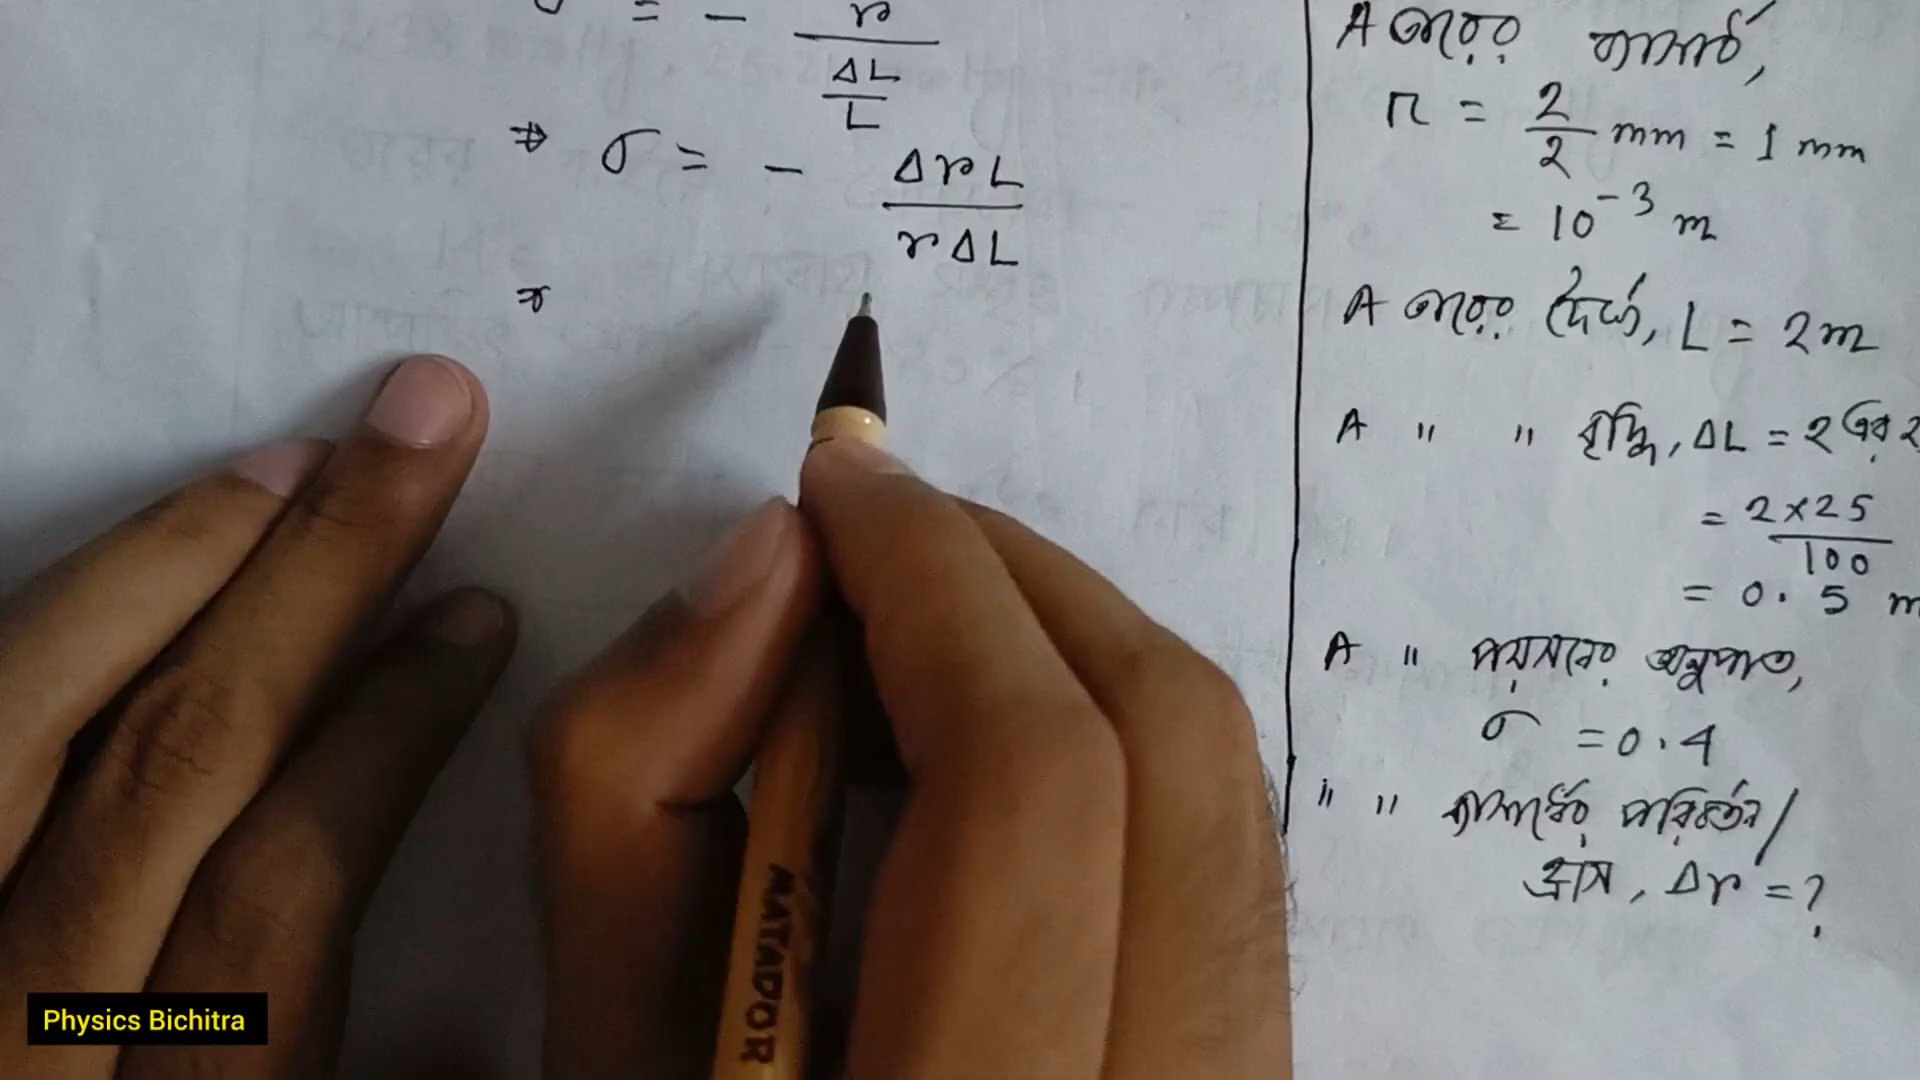 σ = - r
ΔL
L
⇒ σ = - ΔrL
rΔL
⇒
A তারের ব্যাসার্ধ,
r = 2/2 mm = 1 mm
= 10⁻³ m
A তারের দৈর্ঘ্য, L = 2m
A " " বৃদ্ধি, ΔL = 2 এর 2
= 2×25
100
= 0.5 m
A " পয়সনের অনুপাত,
σ = 0.4
" " ব্যাসার্ধের পরিবর্তন/
হ্রাস, Δr = ?
MATADOR
Physics Bichitra